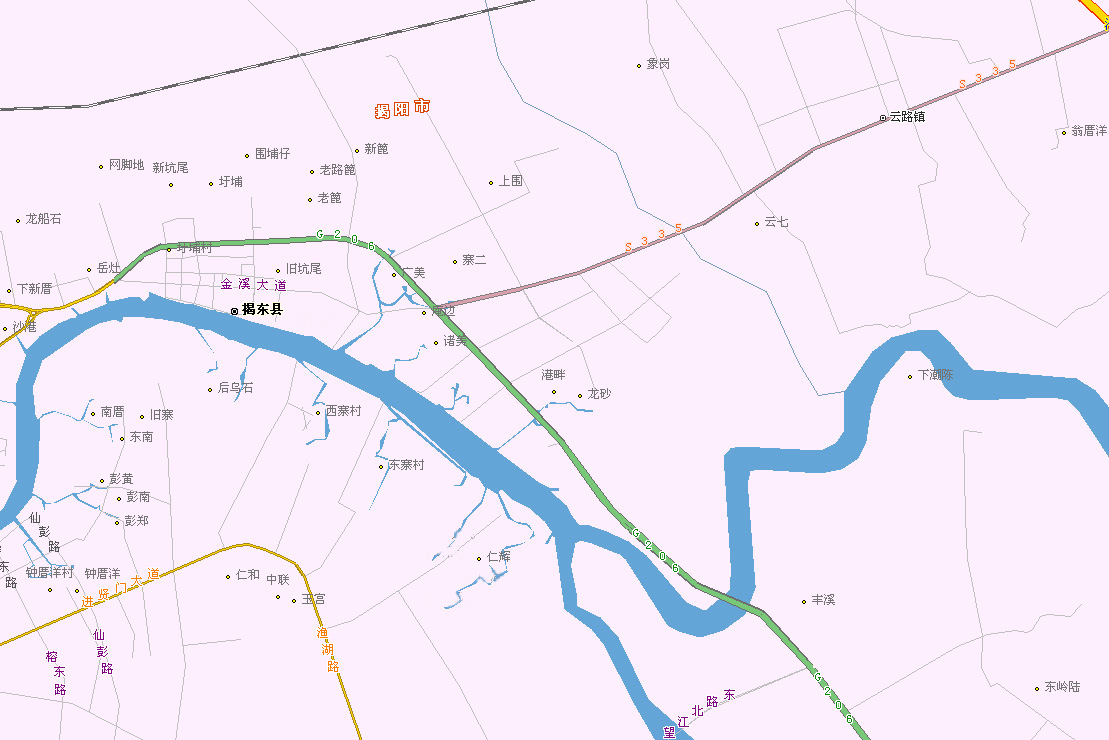 象岗
S335
揭阳市
云路镇
翁厝洋
新篦
围埔仔
网脚地
新坑尾
老路篦
圩埔
上围
老篦
龙船石
云七
G206
S335
圩埔村
寨二
岳灶
旧坑尾
广美
金溪大道
下新厝
揭东县
沙港
诸美
港畔
下潮陈
后乌石
龙砂
南厝
旧寨
西寨村
东南
东寨村
彭黄
彭南
仙彭路
彭郑
G206
仁辉
东路
钟厝洋村
钟厝洋
进贤门大道
仁和
中联
玉宫
丰溪
渔湖路
仙彭路
榕东路
G206
东岭陆
望江北路东